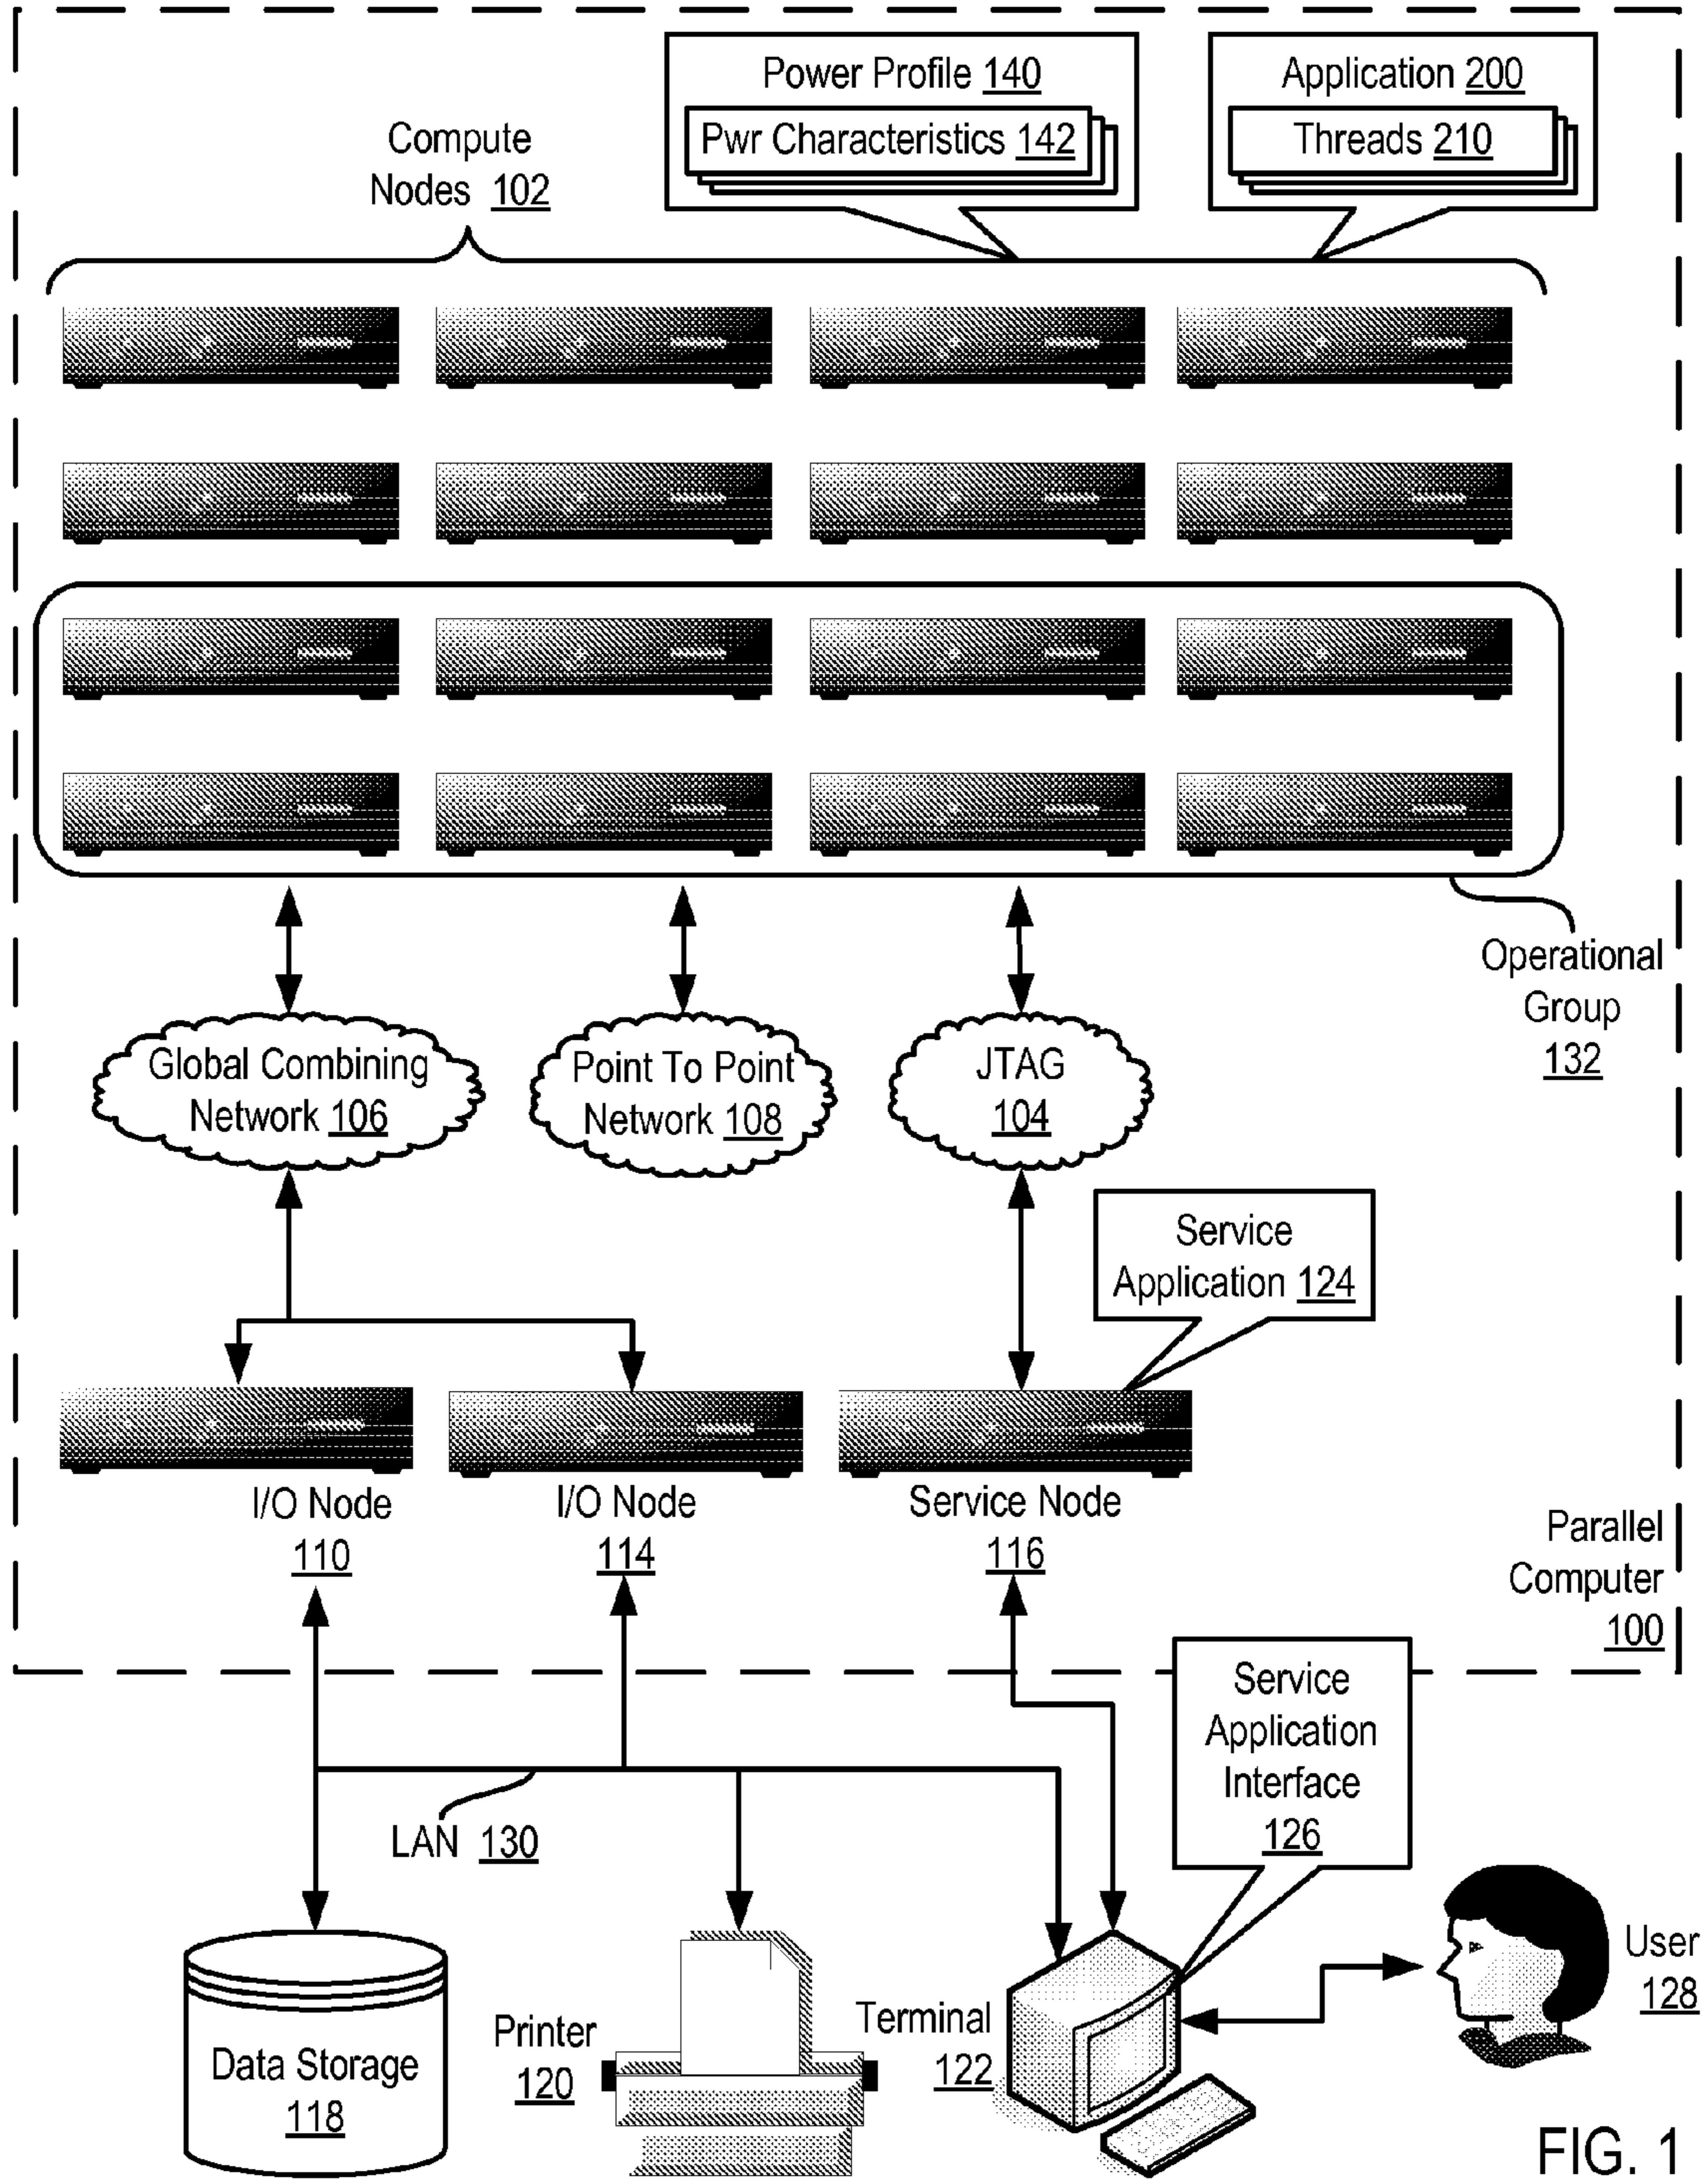 Power Profile 140
Pwr Characteristics 142
Application 200
Threads 210
Compute
Nodes 102
Operational
Group
132
Global Combining
Network 106
Point To Point
Network 108
JTAG
104
Service
Application 124
I/O Node
110
I/O Node
114
Service Node
116
Parallel
Computer
100
Service
Application
Interface
126
LAN 130
Data Storage
118
Printer
120
Terminal
122
User
128
FIG. 1